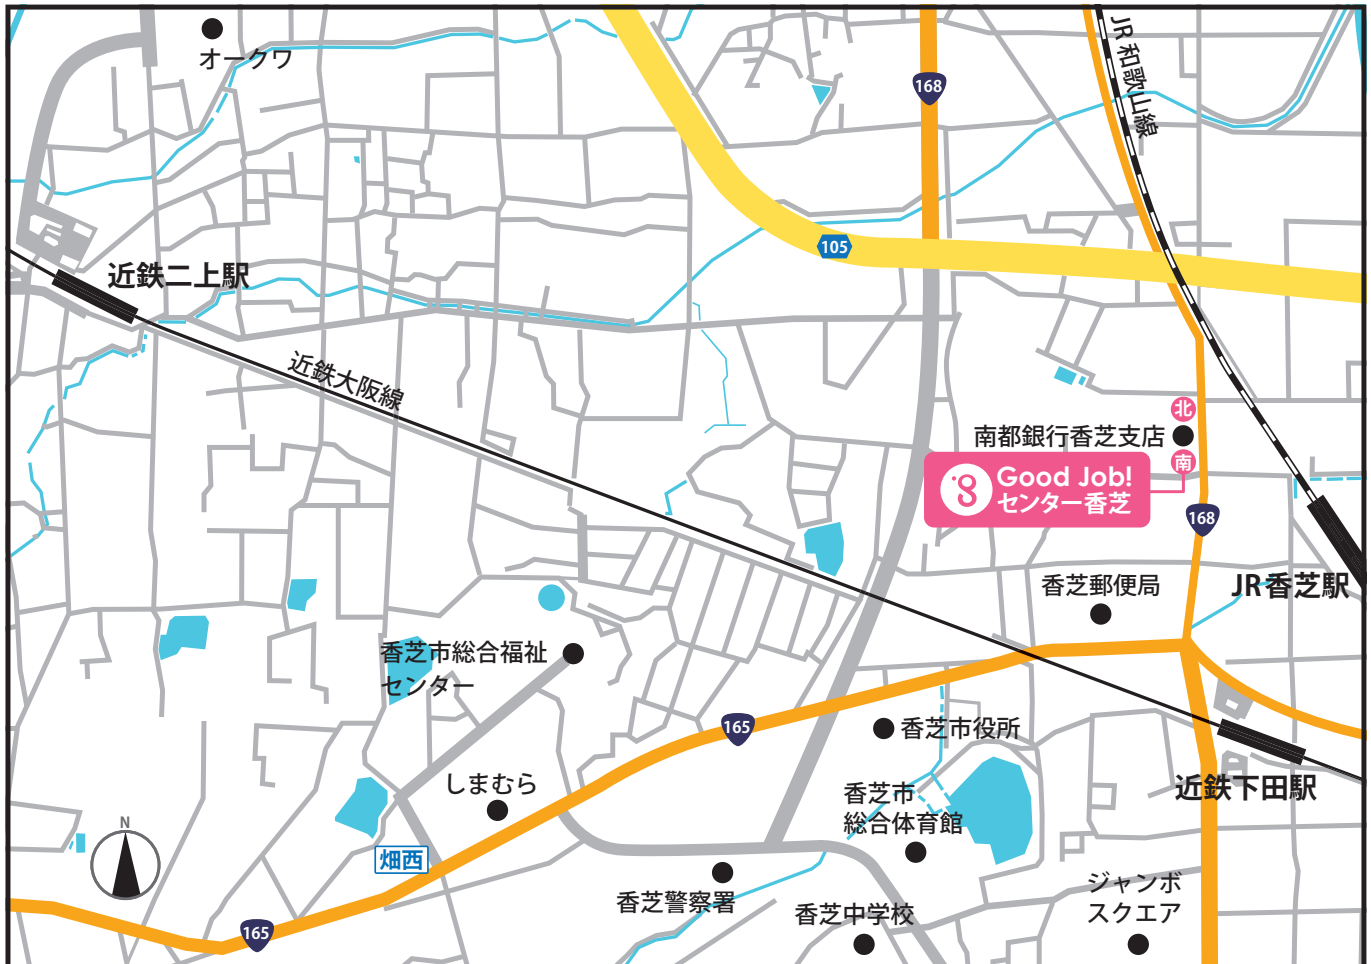 オークワ
168
JR和歌山線
105
近鉄二上駅
近鉄大阪線
北
南都銀行香芝支店
南
Good Job!
センター香芝
168
香芝郵便局
JR香芝駅
香芝市総合福祉
センター
165
香芝市役所
しまむら
香芝市
総合体育館
近鉄下田駅
N
畑西
香芝警察署
香芝中学校
ジャンボ
スクエア
165